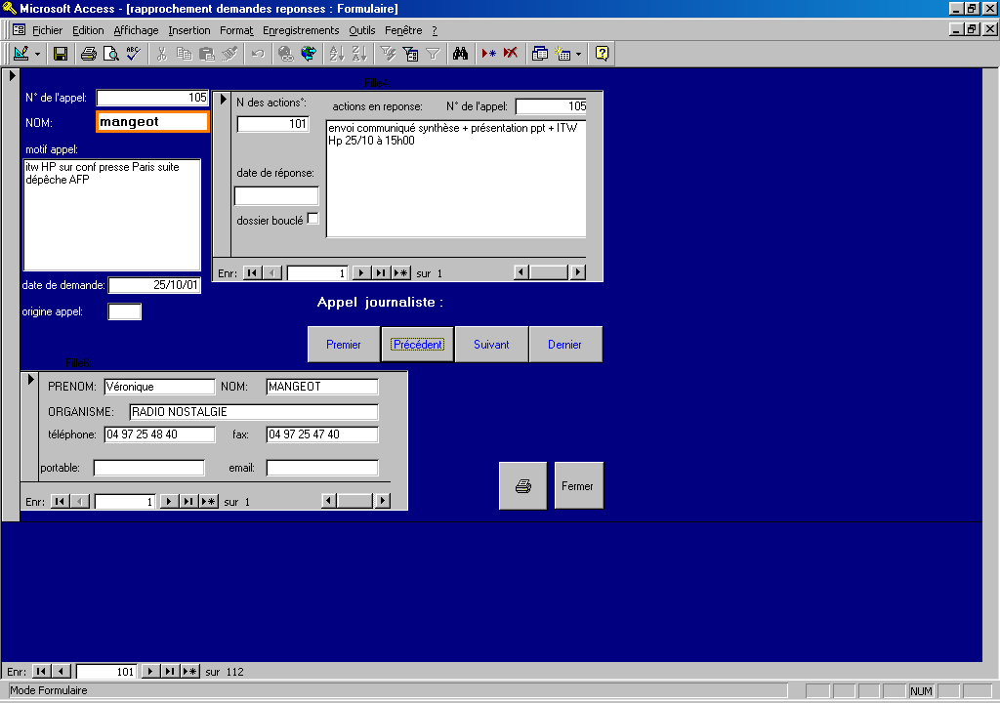 Microsoft Access - [rapprochement demandes reponses : Formulaire]
Fichier Edition Affichage Insertion Format Enregistrements Outils Fenêtre ?
N° de l'appel: 105
NOM: mangeot
motif appel:
itw HP sur conf presse Paris suite
dépêche AFP
date de demande: 25/10/01
origine appel:
N des actions°: 101
actions en reponse:
N° de l'appel: 105
envoi communiqué synthèse + présentation ppt + ITW
Hp 25/10 à 15h00
date de réponse:
dossier bouclé
Enr: 1 sur 1
Appel journaliste :
Premier Précédent Suivant Dernier
PRENOM: Véronique NOM: MANGEOT
ORGANISME: RADIO NOSTALGIE
téléphone: 04 97 25 48 40 fax: 04 97 25 47 40
portable: email:
Enr: 1 sur 1
Fermer
Enr: 101 sur 112
Mode Formulaire NUM